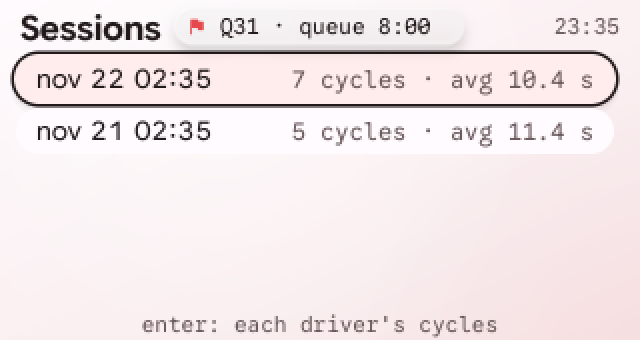 Sessions
Q31 · queue 8:00
23:35
nov 22 02:35 7 cycles · avg 10.4 s
nov 21 02:35 5 cycles · avg 11.4 s
enter: each driver's cycles